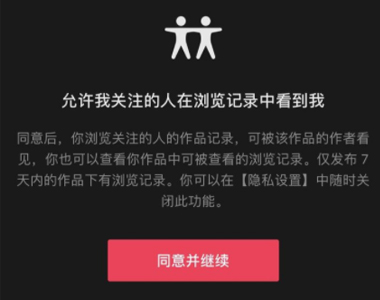 允许我关注的人在浏览记录中看到我
同意后，你浏览关注的人的作品记录，可被该作品的作者看
见，你也可以查看你作品中可被查看的浏览记录。仅发布 7
天内的作品下有浏览记录。你可以在【隐私设置】中随时关
闭此功能。
同意并继续